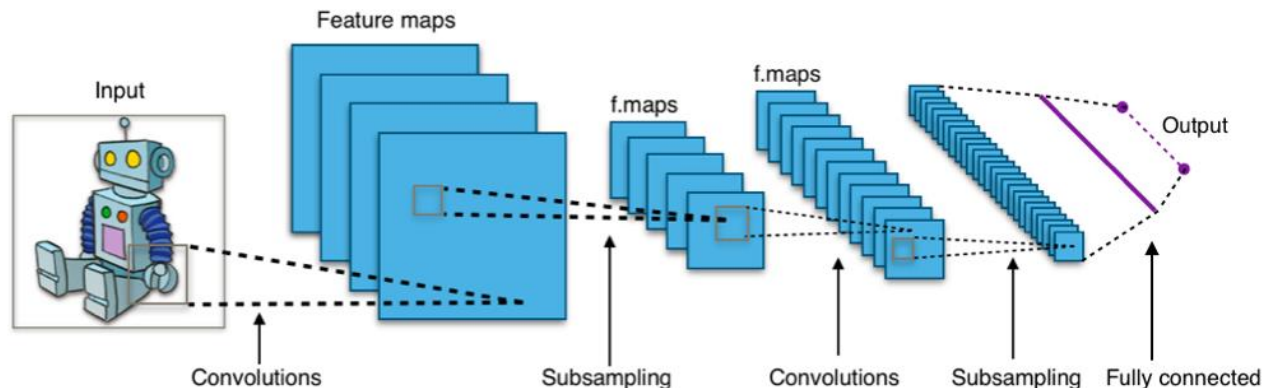 Feature maps
Input
f.maps
f.maps
Output
Convolutions
Subsampling
Convolutions
Subsampling
Fully connected